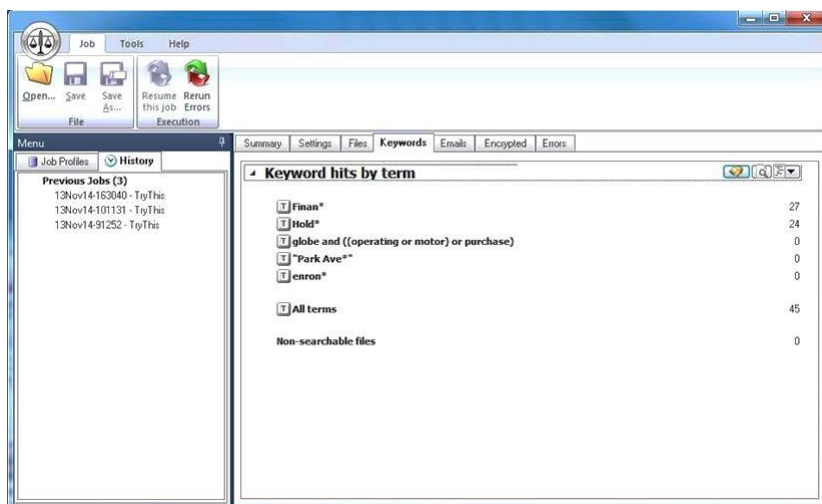 Job Tools Help
Open... Save Save As... Resume this job Rerun Errors
File Execution
Menu
Job Profiles History
Previous Jobs (3)
13Nov14-163040 - TryThis
13Nov14-101131 - TryThis
13Nov14-91252 - TryThis
Summary Settings Files Keywords Emails Encrypted Errors
Keyword hits by term
T Finan* 27
T Hold* 24
T globe and ((operating or motor) or purchase) 0
T "Park Ave*" 0
T enron* 0
T All terms 45
Non-searchable files 0